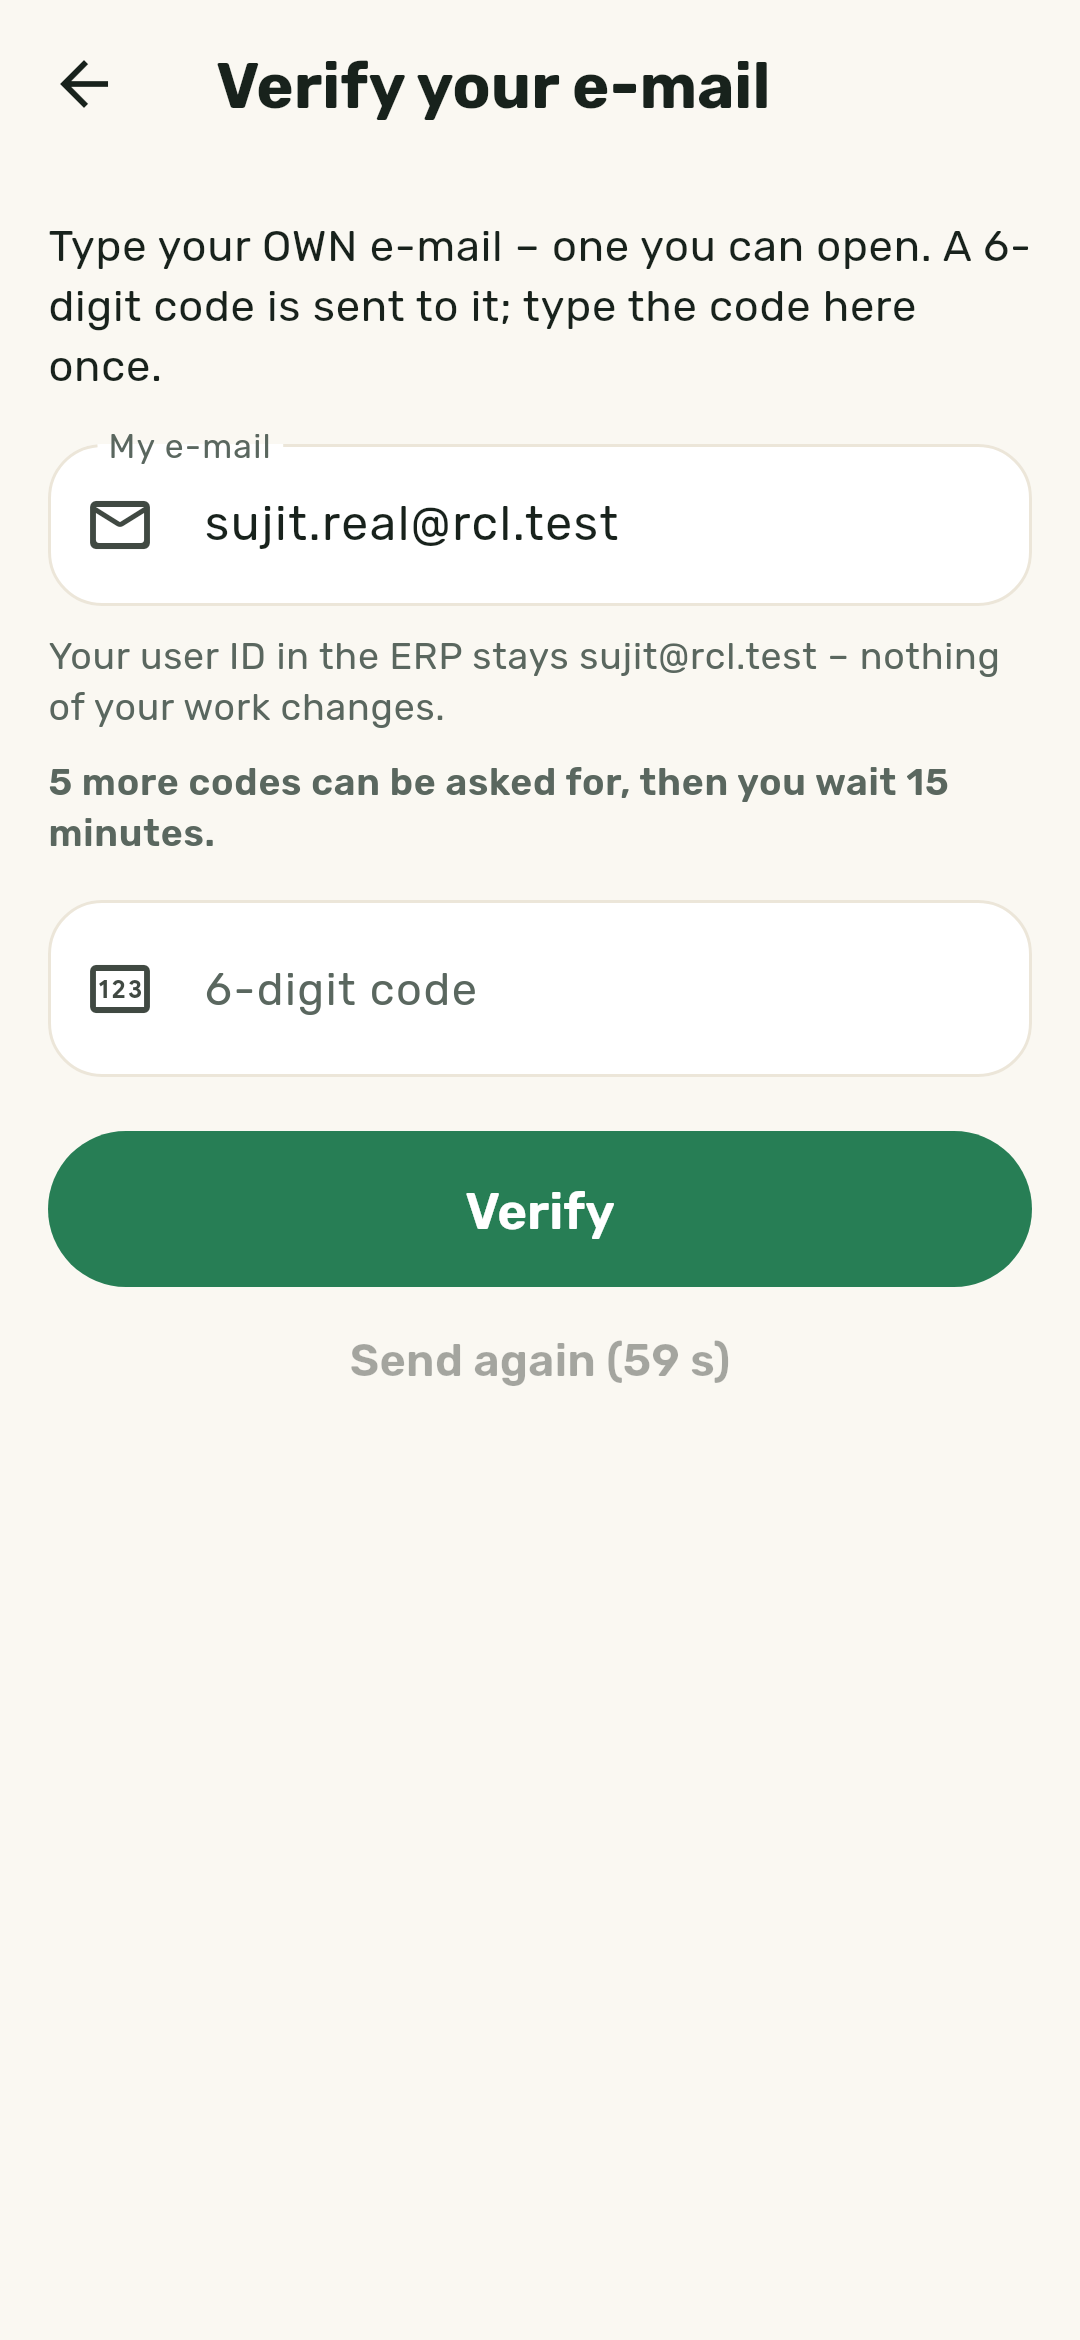 Verify your e-mail
Type your OWN e-mail – one you can open. A 6-
digit code is sent to it; type the code here
once.
My e-mail
sujit.real@rcl.test
Your user ID in the ERP stays sujit@rcl.test – nothing
of your work changes.
5 more codes can be asked for, then you wait 15
minutes.
123
6-digit code
Verify
Send again (59 s)